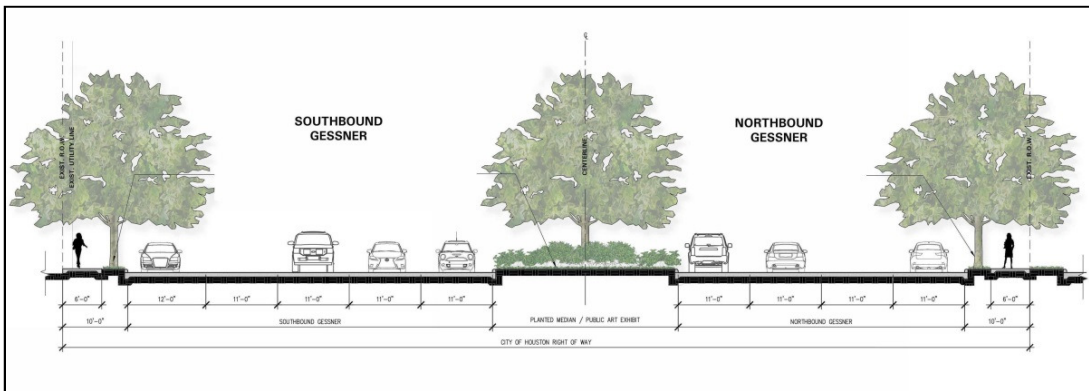 ℄
SOUTHBOUND
GESSNER
NORTHBOUND
GESSNER
EXIST. R.O.W.
EXIST. UTILITY LINE
CENTERLINE
EXIST. R.O.W.
6'-0" 12'-0" 11'-0" 11'-0" 11'-0" 11'-0" 11'-0" 11'-0" 11'-0" 11'-0" 6'-0"
10'-0" SOUTHBOUND GESSNER PLANTED MEDIAN / PUBLIC ART EXHIBIT NORTHBOUND GESSNER 10'-0"
CITY OF HOUSTON RIGHT OF WAY